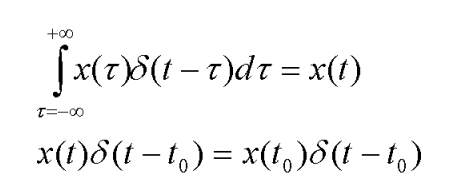 ∫_{τ=-∞}^{+∞} x(τ)δ(t − τ)dτ = x(t)
x(t)δ(t − t₀) = x(t₀)δ(t − t₀)